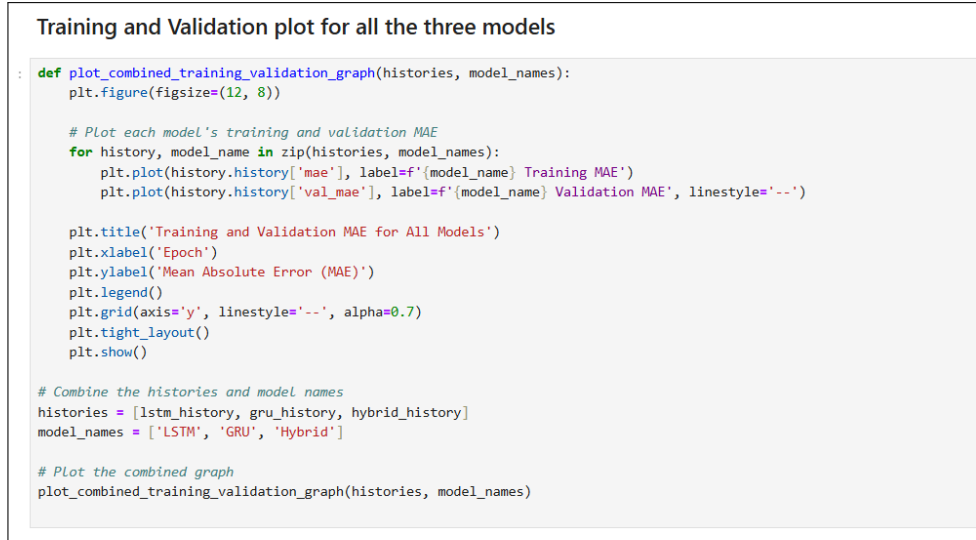 Training and Validation plot for all the three models
:
def plot_combined_training_validation_graph(histories, model_names):
    plt.figure(figsize=(12, 8))
    # Plot each model's training and validation MAE
    for history, model_name in zip(histories, model_names):
        plt.plot(history.history['mae'], label=f'{model_name} Training MAE')
        plt.plot(history.history['val_mae'], label=f'{model_name} Validation MAE', linestyle='--')
    plt.title('Training and Validation MAE for All Models')
    plt.xlabel('Epoch')
    plt.ylabel('Mean Absolute Error (MAE)')
    plt.legend()
    plt.grid(axis='y', linestyle='--', alpha=0.7)
    plt.tight_layout()
    plt.show()
# Combine the histories and model names
histories = [lstm_history, gru_history, hybrid_history]
model_names = ['LSTM', 'GRU', 'Hybrid']
# Plot the combined graph
plot_combined_training_validation_graph(histories, model_names)